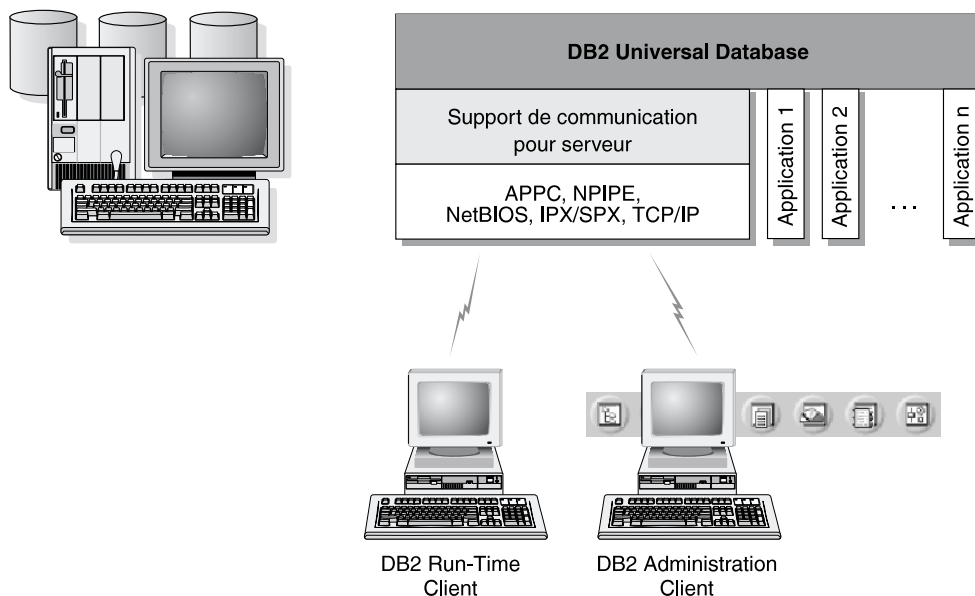 DB2 Universal Database
Support de communication
pour serveur
APPC, NPIPE,
NetBIOS, IPX/SPX, TCP/IP
Application 1
Application 2
...
Application n
DB2 Run-Time
Client
DB2 Administration
Client